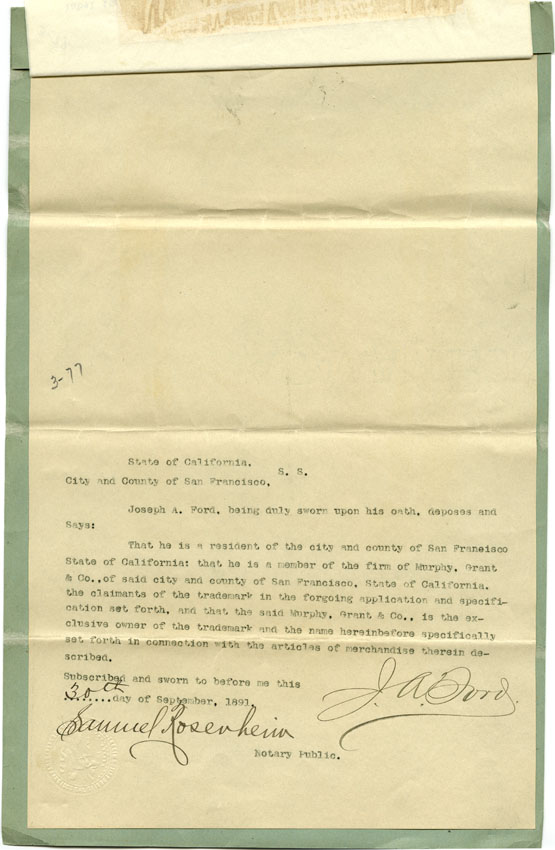 3-77
State of California.
S. S.
City and County of San Francisco.
Joseph A. Ford, being duly sworn upon his oath, deposes and
Says:
That he is a resident of the city and county of San Francisco
State of California: that he is a member of the firm of Murphy, Grant
& Co., of said city and county of San Francisco, State of California,
the claimants of the trademark in the forgoing application and specifi-
cation set forth, and that the said Murphy, Grant & Co., is the ex-
clusive owner of the trademark and the name hereinbefore specifically
set forth in connection with the articles of merchandise therein de-
scribed.
Subscribed and sworn to before me this
30th day of September, 1891.
J. A. Ford.
Samuel Rosenheim
Notary Public.